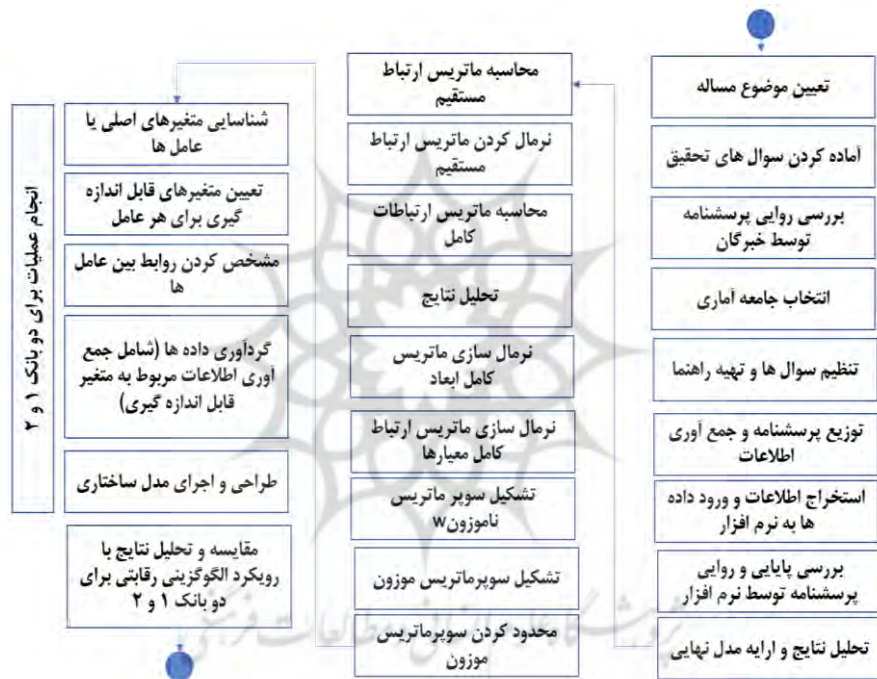 تعیین موضوع مساله
آماده کردن سوال های تحقیق
بررسی روایی پرسشنامه
توسط خبرگان
انتخاب جامعه آماری
تنظیم سوال ها و تهیه راهنما
توزیع پرسشنامه و جمع آوری
اطلاعات
استخراج اطلاعات و ورود داده
ها به نرم افزار
بررسی پایایی و روایی
پرسشنامه توسط نرم افزار
تحلیل نتایج و ارایه مدل نهایی
محاسبه ماتریس ارتباط
مستقیم
نرمال کردن ماتریس ارتباط
مستقیم
محاسبه ماتریس ارتباطات
کامل
تحلیل نتایج
نرمال سازی ماتریس
کامل ابعاد
نرمال سازی ماتریس ارتباط
کامل معیارها
تشکیل سوپر ماتریس
ناموزونw
تشکیل سوپرماتریس موزون
محدود کردن سوپرماتریس
موزون
شناسایی متغیرهای اصلی یا
عامل ها
تعیین متغیرهای قابل اندازه
گیری برای هر عامل
مشخص کردن روابط بین عامل
ها
گردآوری داده ها (شامل جمع
آوری اطلاعات مربوط به متغیر
قابل اندازه گیری)
طراحی و اجرای مدل ساختاری
مقایسه و تحلیل نتایج با
رویکرد الگوگزینی رقابتی برای
دو بانک ۱ و ۲
انجام عملیات برای دو بانک ۱ و ۲
پژوهشگاه علوم انسانی و مطالعات فرهنگی